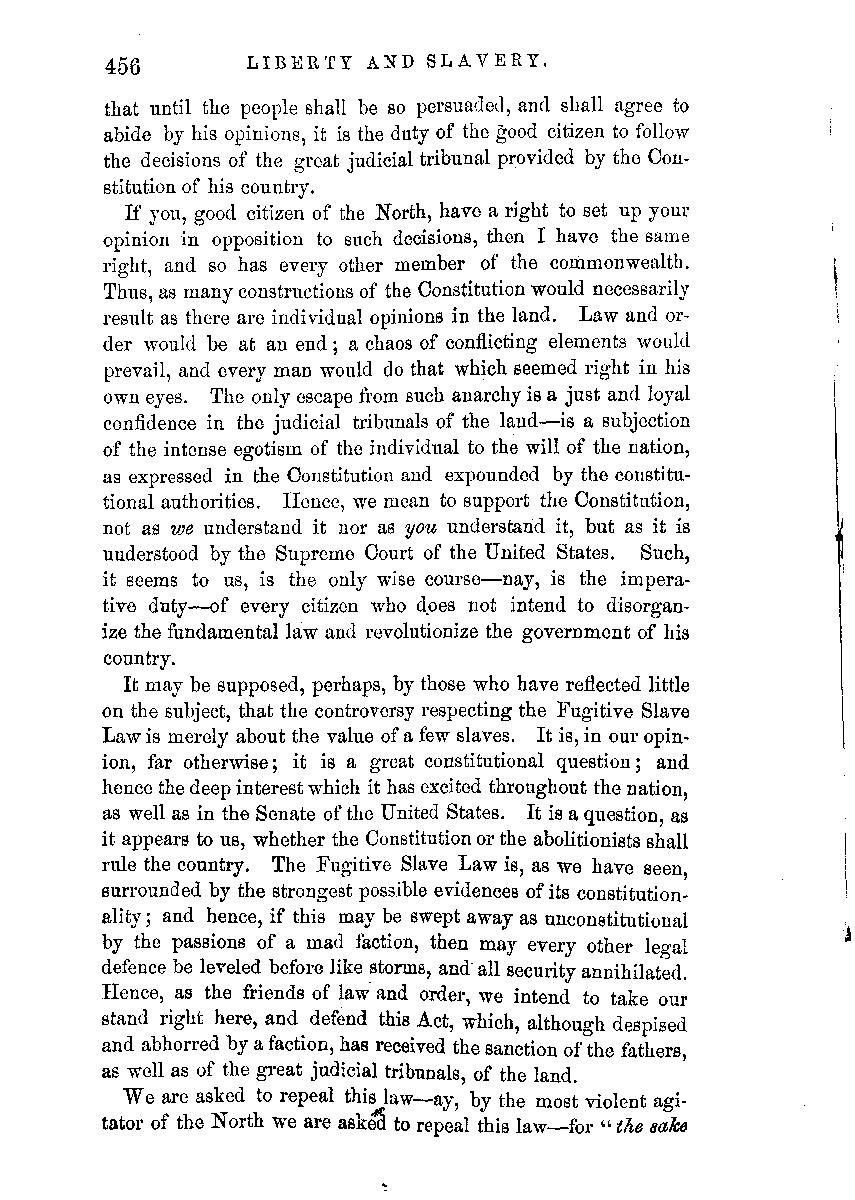 456 LIBERTY AND SLAVERY.
that until the people shall be so persuaded, and shall agree to
abide by his opinions, it is the duty of the good citizen to follow
the decisions of the great judicial tribunal provided by the Con-
stitution of his country.
If you, good citizen of the North, have a right to set up your
opinion in opposition to such decisions, then I have the same
right, and so has every other member of the commonwealth.
Thus, as many constructions of the Constitution would necessarily
result as there are individual opinions in the land. Law and or-
der would be at an end; a chaos of conflicting elements would
prevail, and every man would do that which seemed right in his
own eyes. The only escape from such anarchy is a just and loyal
confidence in the judicial tribunals of the land—is a subjection
of the intense egotism of the individual to the will of the nation,
as expressed in the Constitution and expounded by the constitu-
tional authorities. Hence, we mean to support the Constitution,
not as we understand it nor as you understand it, but as it is
understood by the Supreme Court of the United States. Such,
it seems to us, is the only wise course—nay, is the impera-
tive duty—of every citizen who does not intend to disorgan-
ize the fundamental law and revolutionize the government of his
country.
It may be supposed, perhaps, by those who have reflected little
on the subject, that the controversy respecting the Fugitive Slave
Law is merely about the value of a few slaves. It is, in our opin-
ion, far otherwise; it is a great constitutional question; and
hence the deep interest which it has excited throughout the nation,
as well as in the Senate of the United States. It is a question, as
it appears to us, whether the Constitution or the abolitionists shall
rule the country. The Fugitive Slave Law is, as we have seen,
surrounded by the strongest possible evidences of its constitution-
ality; and hence, if this may be swept away as unconstitutional
by the passions of a mad faction, then may every other legal
defence be leveled before like storms, and all security annihilated.
Hence, as the friends of law and order, we intend to take our
stand right here, and defend this Act, which, although despised
and abhorred by a faction, has received the sanction of the fathers,
as well as of the great judicial tribunals, of the land.
We are asked to repeal this law—ay, by the most violent agi-
tator of the North we are asked to repeal this law—for "the sake